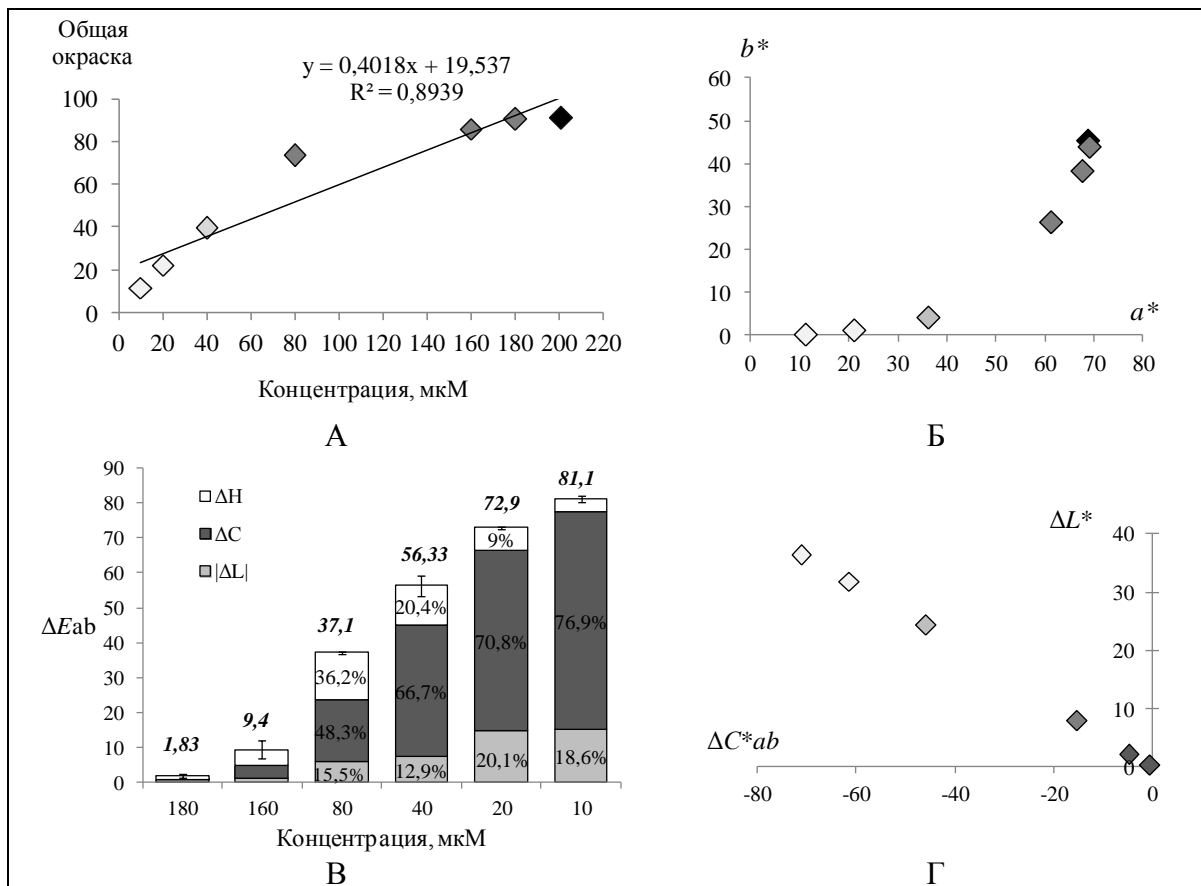 Общая
окраска
y = 0,4018x + 19,537
R² = 0,8939
100
80
60
40
20
0
0 20 40 60 80 100 120 140 160 180 200 220
Концентрация, мкМ
А
b*
60
50
40
30
20
10
0
a*
0 10 20 30 40 50 60 70 80
Б
90
80
70
60
50
40
30
20
10
0
ΔEab
ΔH
ΔC
|ΔL|
1,83
9,4
37,1
36,2%
48,3%
15,5%
56,33
20,4%
66,7%
12,9%
72,9
9%
70,8%
20,1%
81,1
76,9%
18,6%
180 160 80 40 20 10
Концентрация, мкМ
В
ΔL*
40
30
20
10
0
ΔC*ab
-80 -60 -40 -20 0
Г